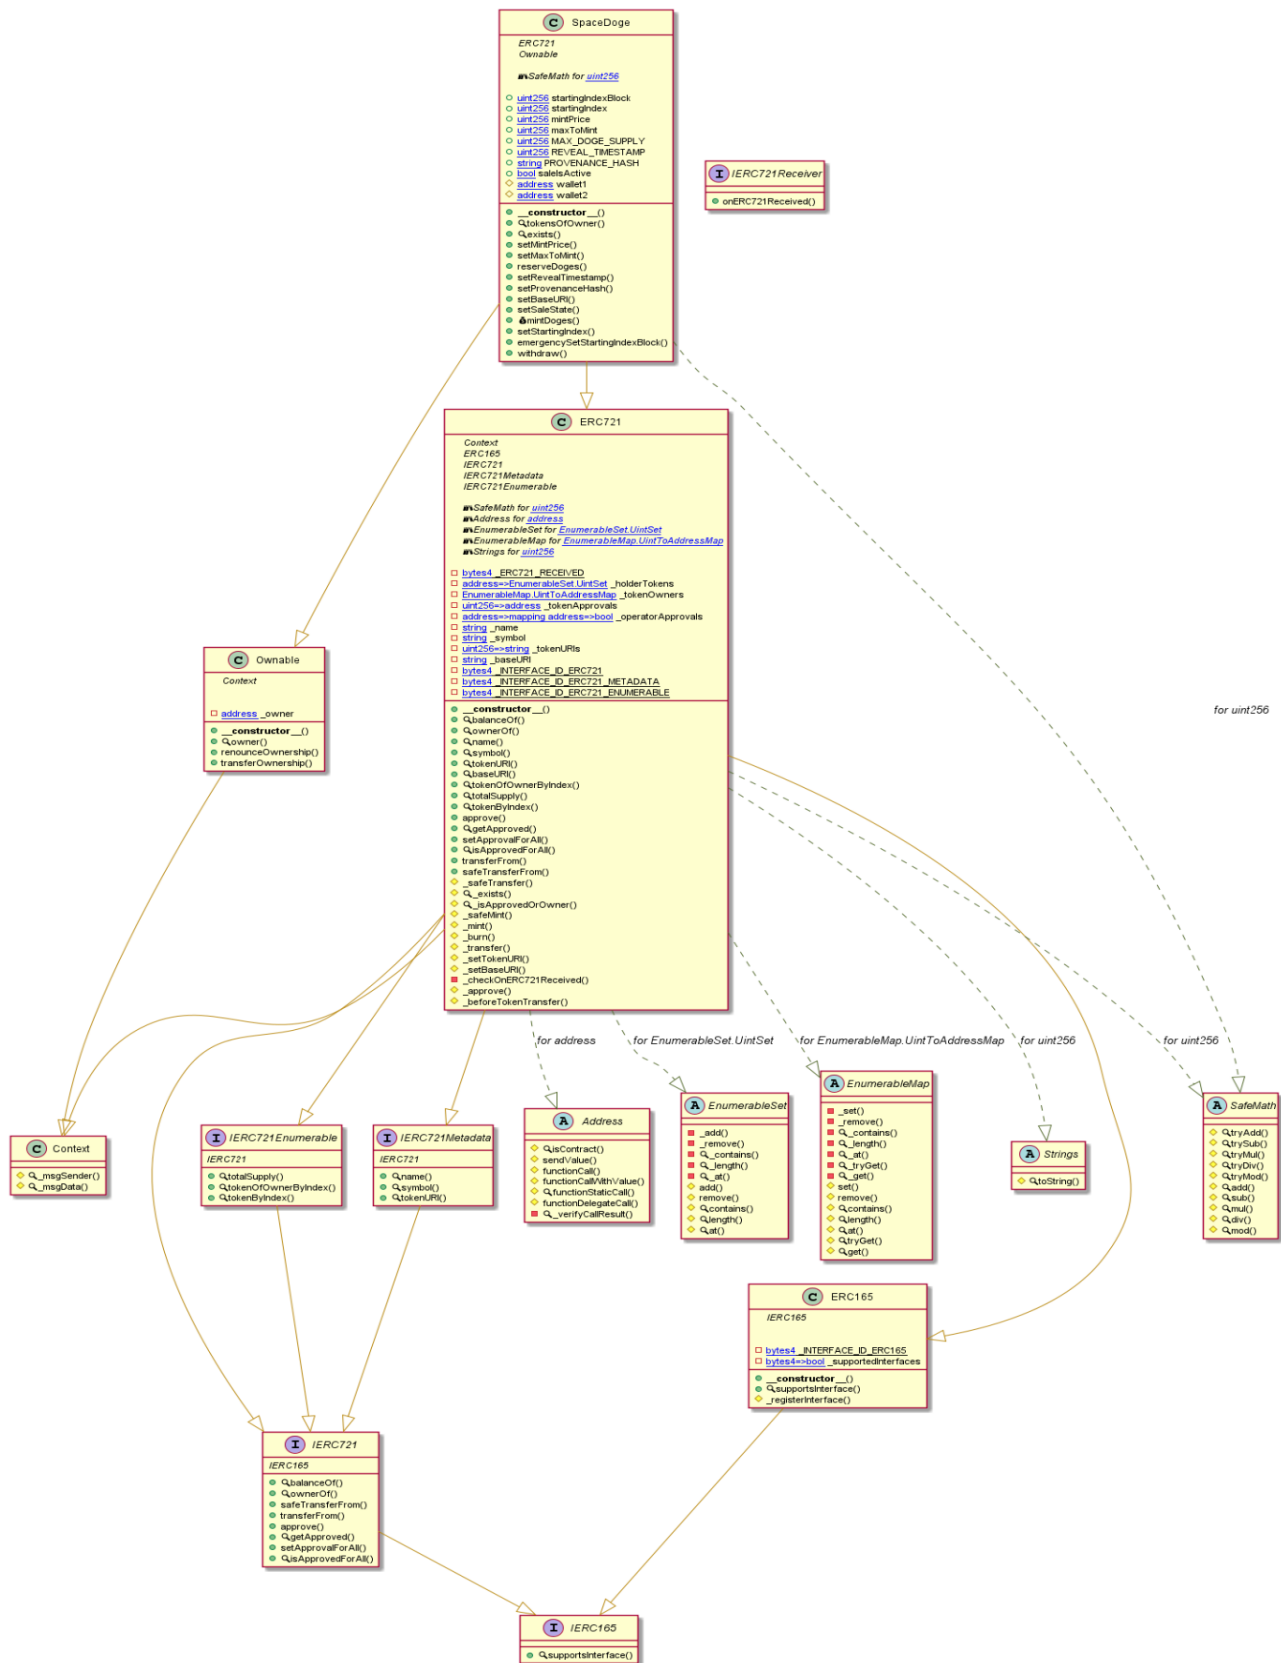 C SpaceDoge
ERC721
Ownable
SafeMath for uint256
uint256 startingIndexBlock
uint256 startingIndex
uint256 mintPrice
uint256 maxToMint
uint256 MAX_DOGE_SUPPLY
uint256 REVEAL_TIMESTAMP
string PROVENANCE_HASH
bool saleIsActive
address wallet1
address wallet2
__constructor__()
tokensOfOwner()
exists()
setMintPrice()
setMaxToMint()
reserveDoges()
setRevealTimestamp()
setProvenanceHash()
setBaseURI()
setSaleState()
mintDoges()
setStartingIndex()
emergencySetStartingIndexBlock()
withdraw()
I IERC721Receiver
onERC721Received()
C ERC721
Context
ERC165
IERC721
IERC721Metadata
IERC721Enumerable
SafeMath for uint256
Address for address
EnumerableSet for EnumerableSet.UintSet
EnumerableMap for EnumerableMap.UintToAddressMap
Strings for uint256
bytes4 _ERC721_RECEIVED
address=>EnumerableSet.UintSet _holderTokens
EnumerableMap.UintToAddressMap _tokenOwners
uint256=>address _tokenApprovals
address=>mapping address=>bool _operatorApprovals
string _name
string _symbol
uint256=>string _tokenURIs
string _baseURI
bytes4 _INTERFACE_ID_ERC721
bytes4 _INTERFACE_ID_ERC721_METADATA
bytes4 _INTERFACE_ID_ERC721_ENUMERABLE
__constructor__()
balanceOf()
ownerOf()
name()
symbol()
tokenURI()
baseURI()
tokenOfOwnerByIndex()
totalSupply()
tokenByIndex()
approve()
getApproved()
setApprovalForAll()
isApprovedForAll()
transferFrom()
safeTransferFrom()
_safeTransfer()
_exists()
_isApprovedOrOwner()
_safeMint()
_mint()
_burn()
_transfer()
_setTokenURI()
_setBaseURI()
_checkOnERC721Received()
_approve()
_beforeTokenTransfer()
C Ownable
Context
address _owner
__constructor__()
owner()
renounceOwnership()
transferOwnership()
for uint256
for address
for EnumerableSet.UintSet
for EnumerableMap.UintToAddressMap
for uint256
for uint256
C Context
_msgSender()
_msgData()
I IERC721Enumerable
IERC721
totalSupply()
tokenOfOwnerByIndex()
tokenByIndex()
I IERC721Metadata
IERC721
name()
symbol()
tokenURI()
A Address
isContract()
sendValue()
functionCall()
functionCallWithValue()
functionStaticCall()
functionDelegateCall()
_verifyCallResult()
A EnumerableSet
_add()
_remove()
_contains()
_length()
_at()
add()
remove()
contains()
length()
at()
A EnumerableMap
_set()
_remove()
_contains()
_length()
_at()
_tryGet()
_get()
set()
remove()
contains()
length()
at()
tryGet()
get()
A Strings
toString()
A SafeMath
tryAdd()
trySub()
tryMul()
tryDiv()
tryMod()
add()
sub()
mul()
div()
mod()
C ERC165
IERC165
bytes4 _INTERFACE_ID_ERC165
bytes4=>bool _supportedInterfaces
__constructor__()
supportsInterface()
_registerInterface()
I IERC721
IERC165
balanceOf()
ownerOf()
safeTransferFrom()
transferFrom()
approve()
getApproved()
setApprovalForAll()
isApprovedForAll()
I IERC165
supportsInterface()